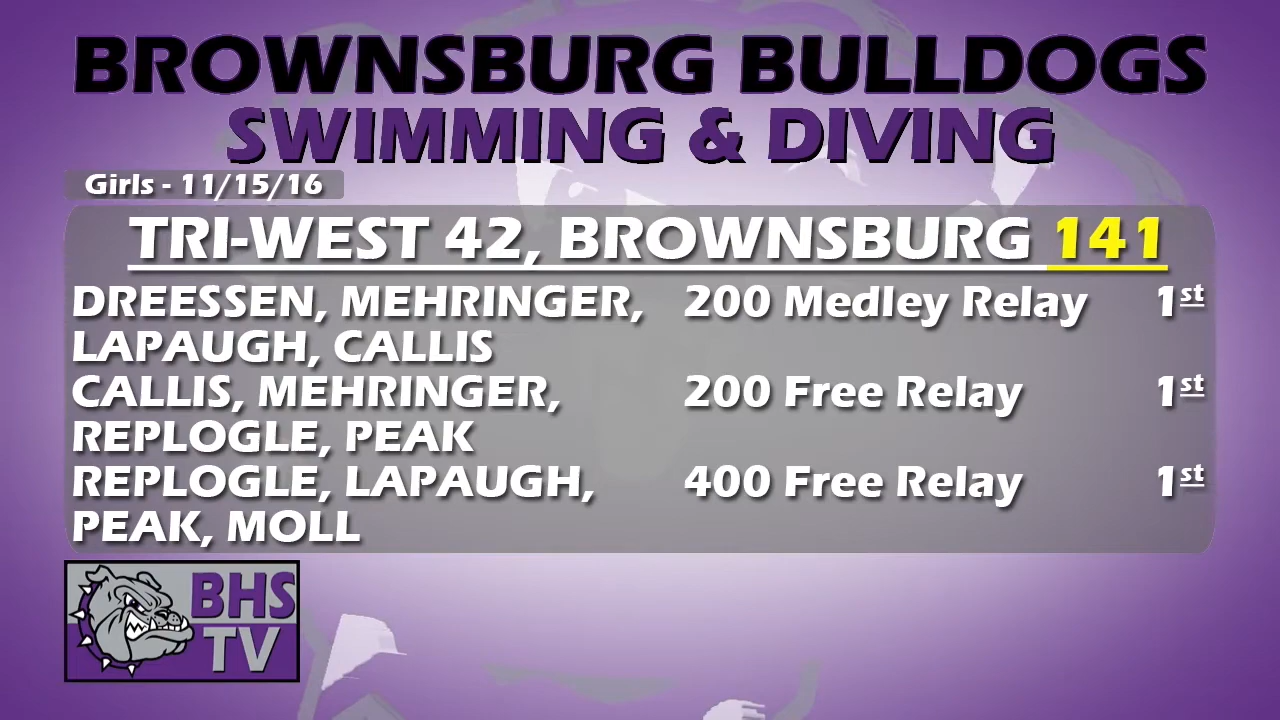 BROWNSBURG BULLDOGS
SWIMMING & DIVING
Girls - 11/15/16
TRI-WEST 42, BROWNSBURG 141
DREESSEN, MEHRINGER, 200 Medley Relay 1st
LAPAUGH, CALLIS
CALLIS, MEHRINGER, 200 Free Relay 1st
REPLOGLE, PEAK
REPLOGLE, LAPAUGH, 400 Free Relay 1st
PEAK, MOLL
BHS
TV